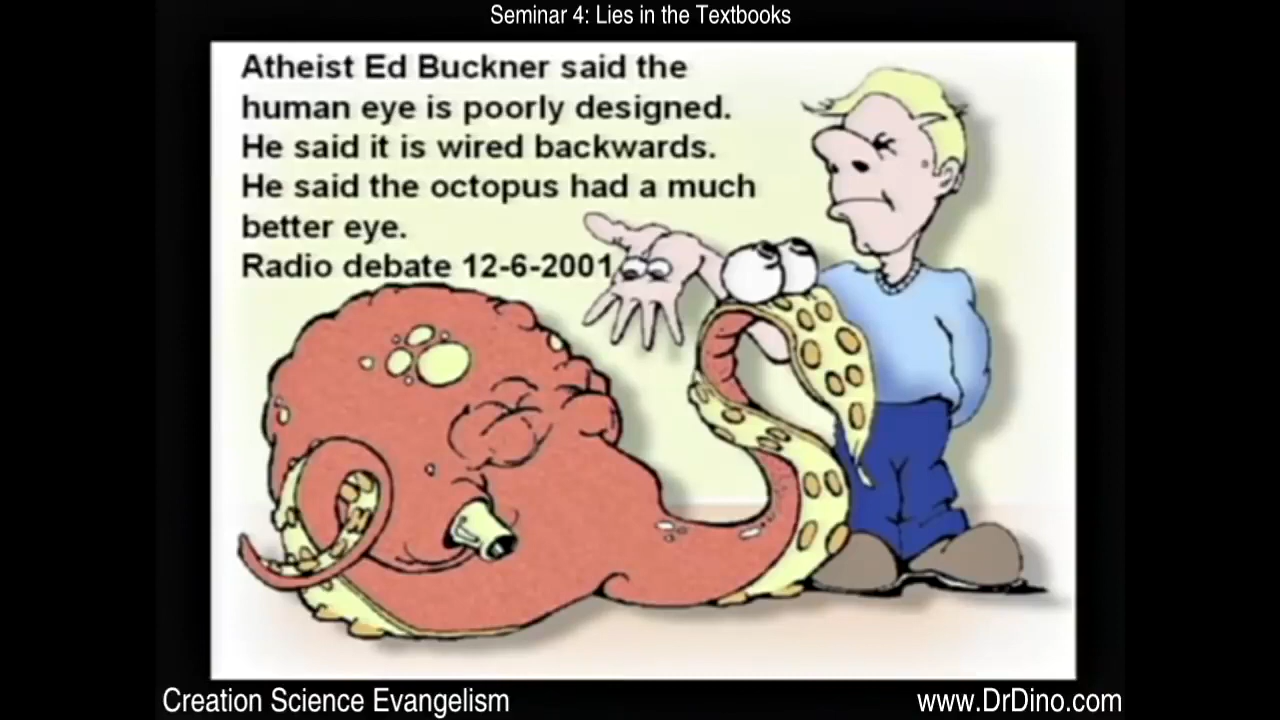 Seminar 4: Lies in the Textbooks
Atheist Ed Buckner said the
human eye is poorly designed.
He said it is wired backwards.
He said the octopus had a much
better eye.
Radio debate 12-6-2001
Creation Science Evangelism
www.DrDino.com